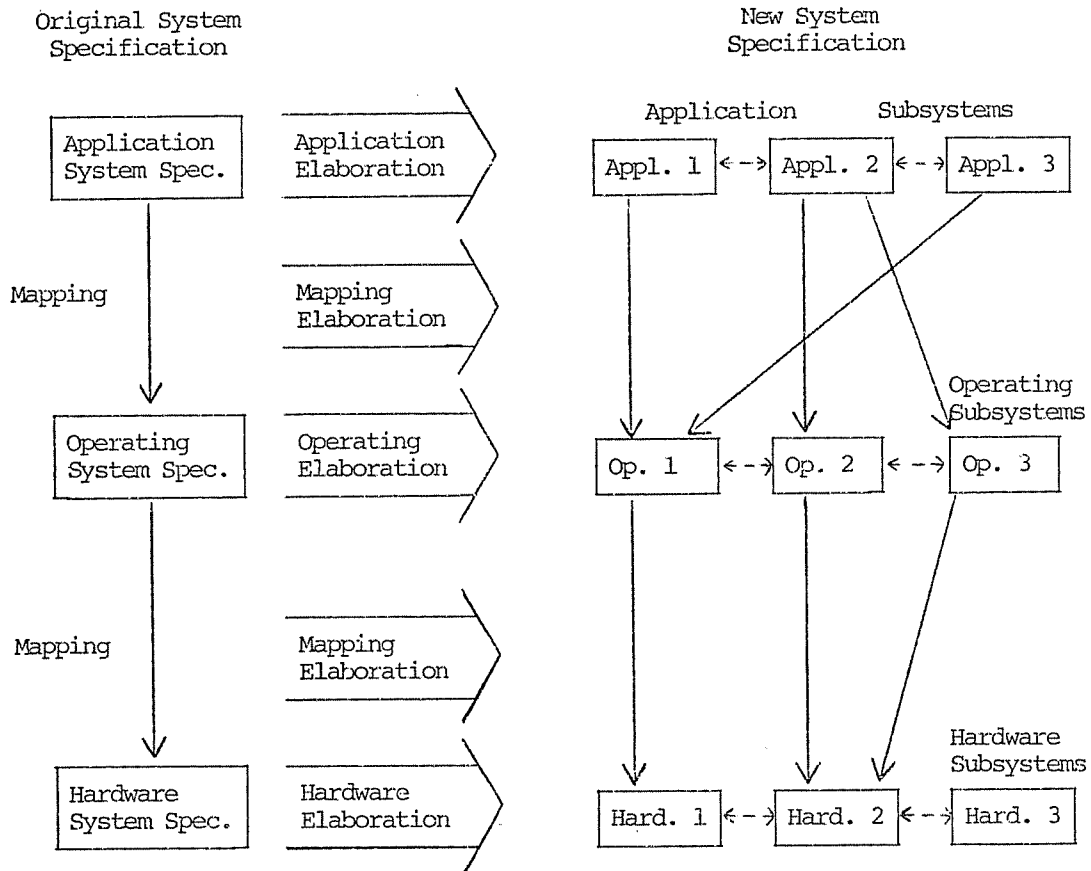 Original System
Specification
New System
Specification
Application
System Spec.
Application
Elaboration
Application Subsystems
Appl. 1
Appl. 2
Appl. 3
Mapping
Mapping
Elaboration
Operating
System Spec.
Operating
Elaboration
Operating
Subsystems
Op. 1
Op. 2
Op. 3
Mapping
Mapping
Elaboration
Hardware
System Spec.
Hardware
Elaboration
Hardware
Subsystems
Hard. 1
Hard. 2
Hard. 3